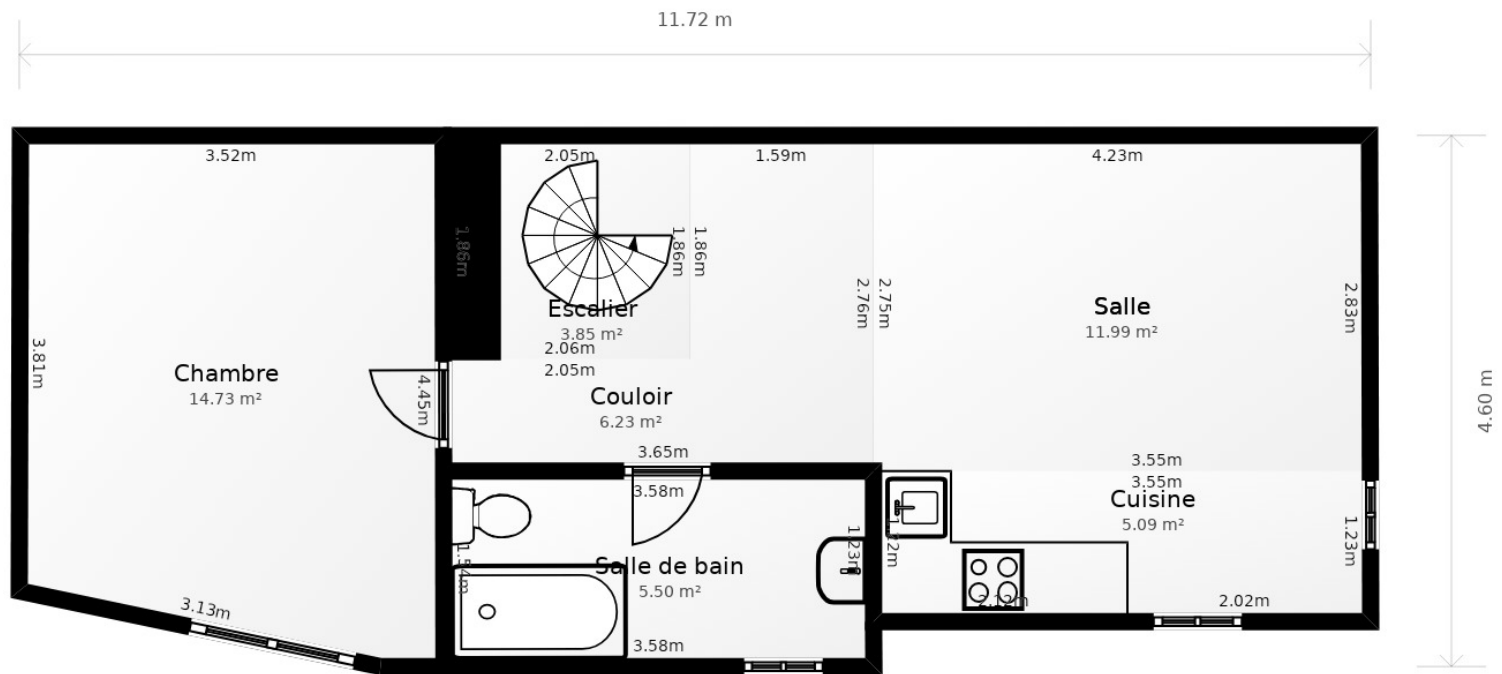 11.72 m
3.52m
2.05m
1.59m
4.23m
1.86m
1.86m
1.86m
2.76m
2.75m
2.83m
4.60 m
Escalier
3.85 m²
2.06m
2.05m
Salle
11.99 m²
3.81m
Chambre
14.73 m²
4.45m
Couloir
6.23 m²
3.65m
3.58m
3.55m
3.55m
Cuisine
5.09 m²
1.23m
1.23m
Salle de bain
5.50 m²
2.12m
2.02m
3.13m
3.58m